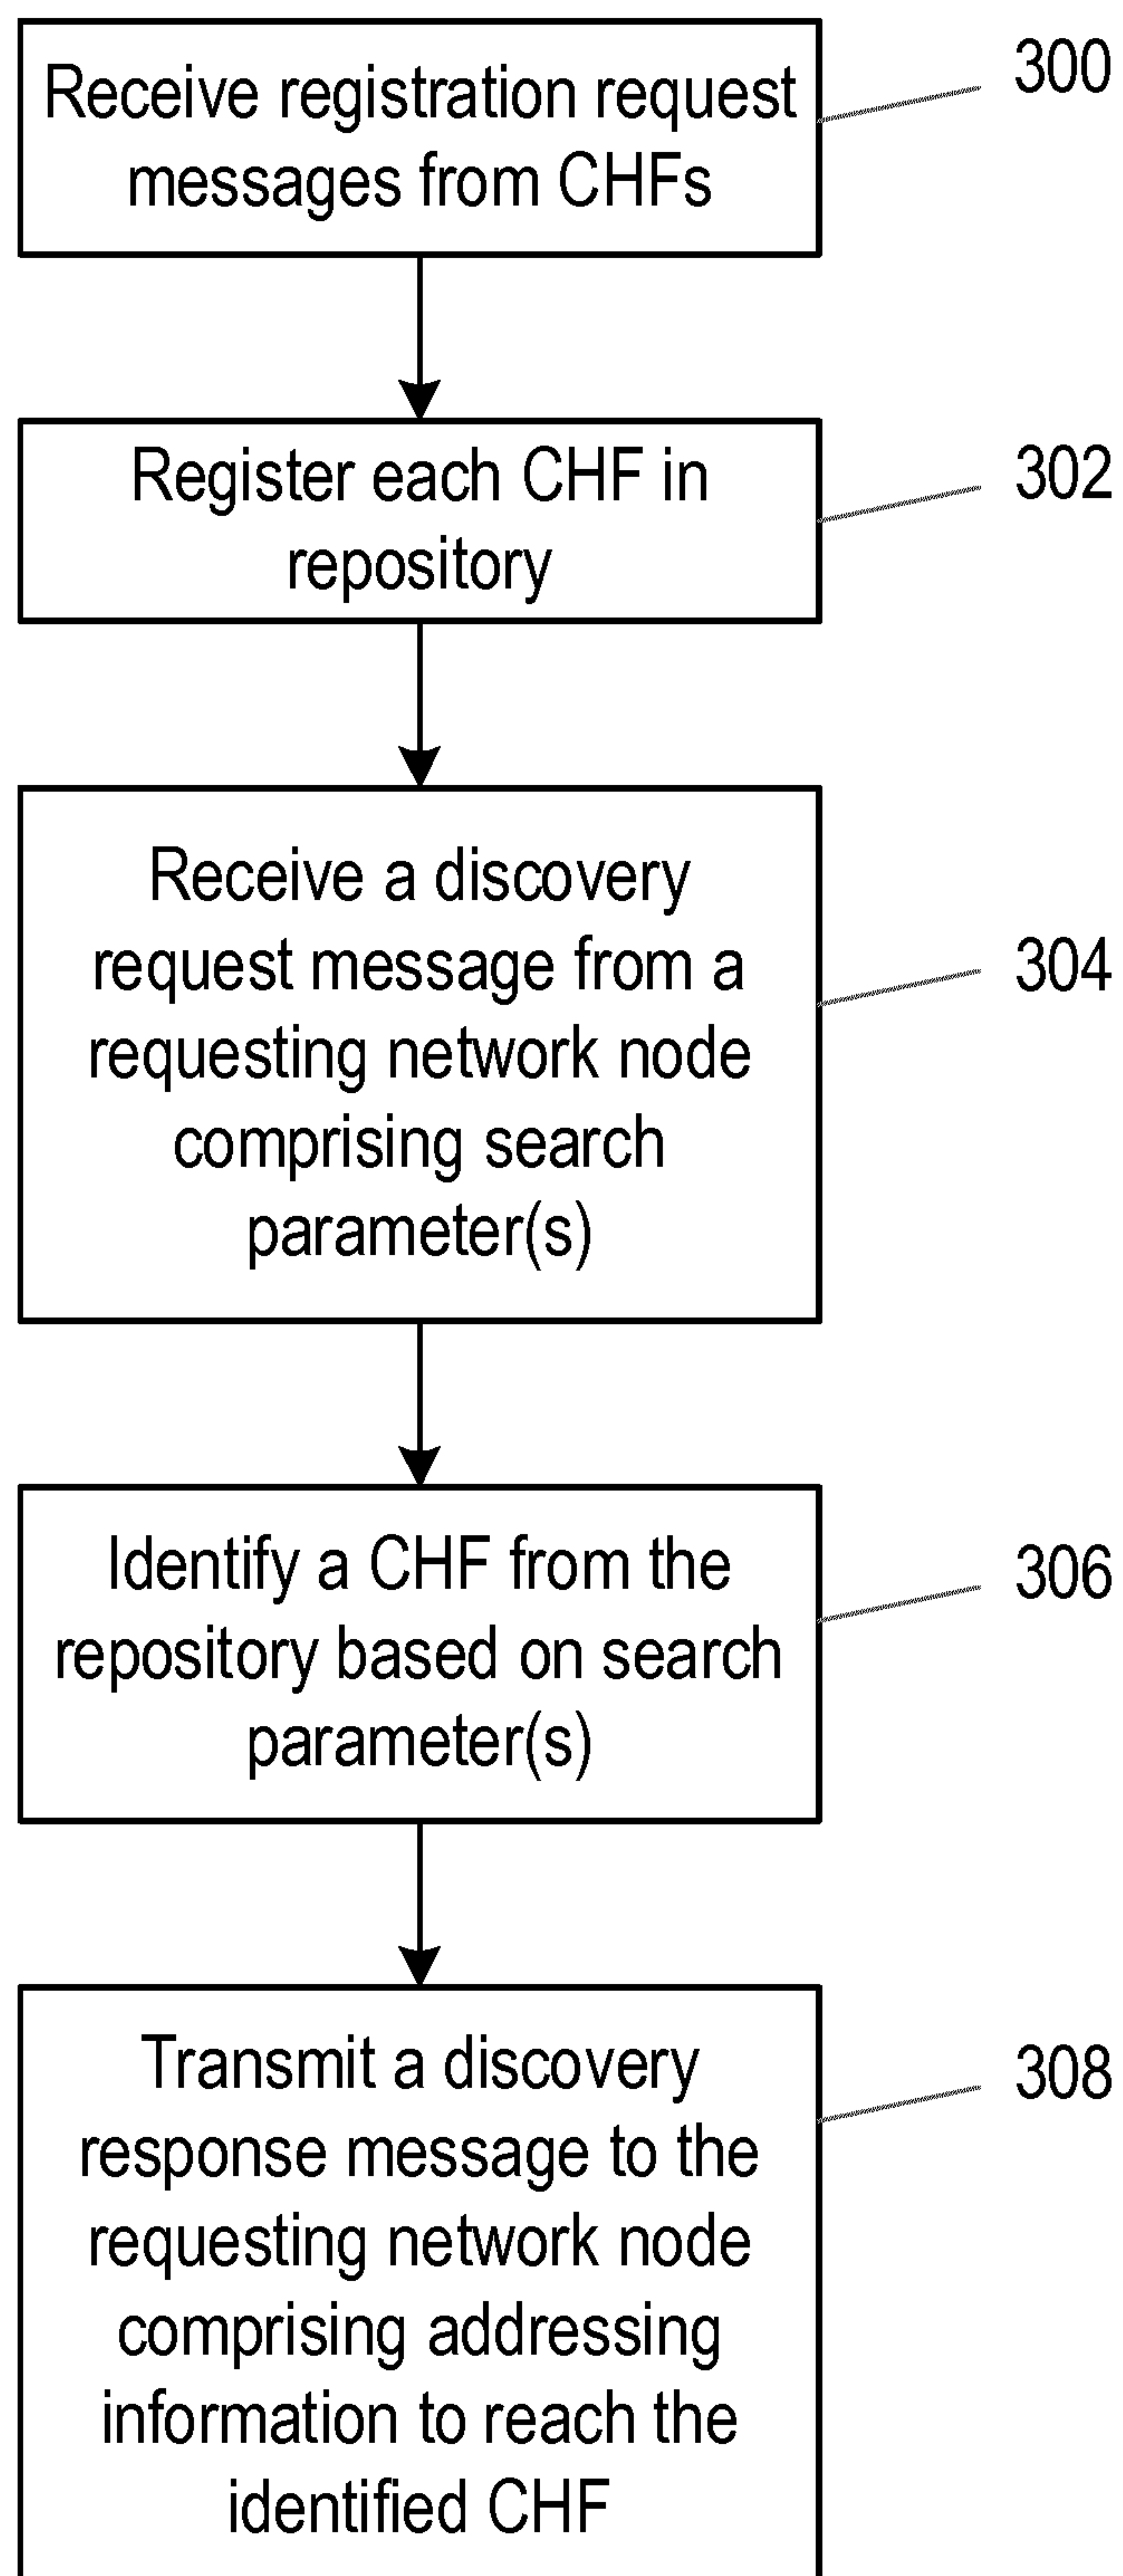 Receive registration request
messages from CHFs
300
Register each CHF in
repository
302
Receive a discovery
request message from a
requesting network node
comprising search
parameter(s)
304
Identify a CHF from the
repository based on search
parameter(s)
306
Transmit a discovery
response message to the
requesting network node
comprising addressing
information to reach the
identified CHF
308